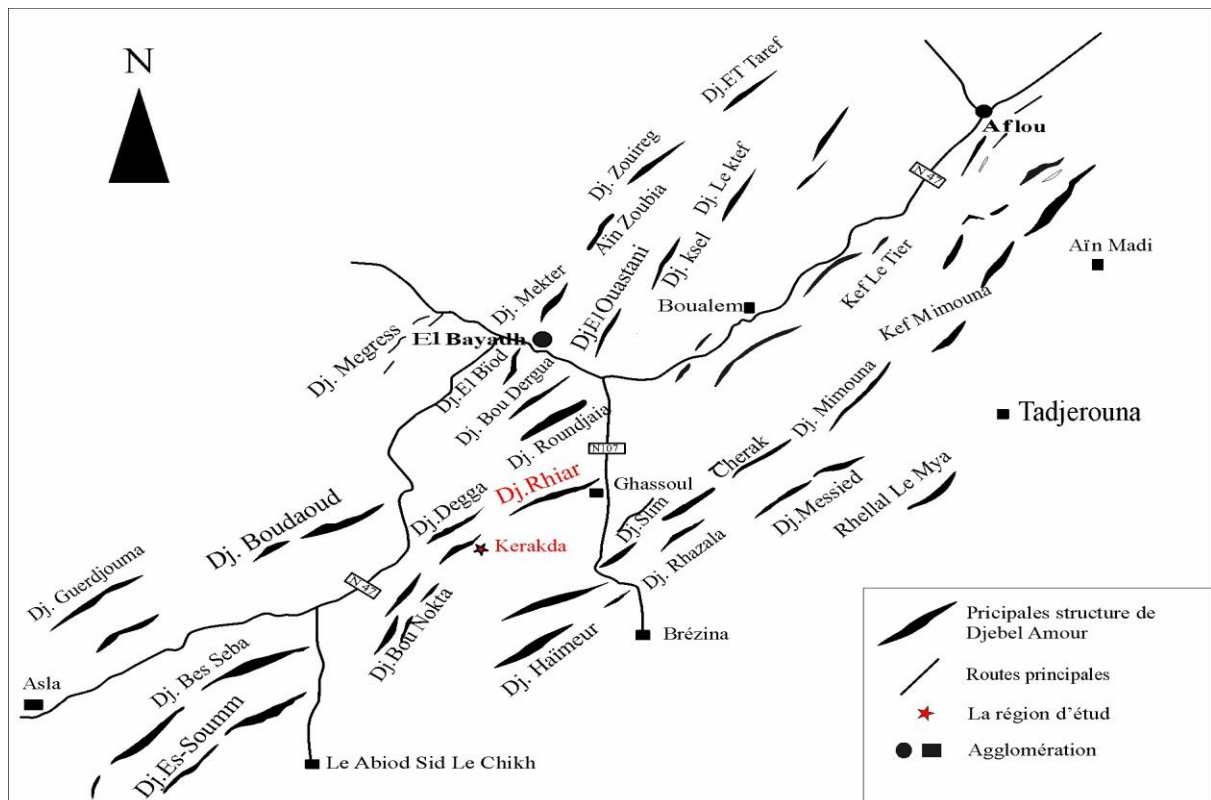 N
Dj.ET Taref
Aflou
Dj. Zouireg
Dj. Le ktef
N 47
Aïn Zoubia
Aïn Madi
Dj. ksel
Kef Le Tier
Dj. Mekter
DjEl Ouastani
Boualem
Kef Mimouna
El Bayadh
Dj. Megress
Dj.El Biod
Dj. Bou Dergua
Dj. Mimouna
Tadjerouna
Dj. Roundjaia
N107
Cherak
Dj.Rhiar
Ghassoul
Dj.Messied
Rhellal Le Mya
Dj.Degga
Dj.Slim
Dj. Boudaoud
Kerakda
Dj. Rhazala
Dj. Guerdjouma
N 47
Dj.Bou Nokta
Brézina
Dj. Haïmeur
Dj. Bes Seba
Asla
Dj.Es-Soumm
Le Abiod Sid Le Chikh
Pricipales structure de
Djebel Amour
Routes principales
La région d'étud
Agglomération